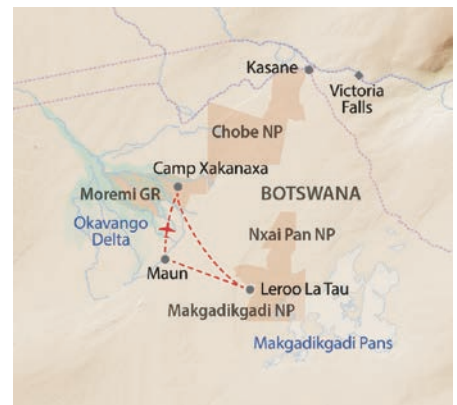 Kasane
Victoria
Falls
Chobe NP
Camp Xakanaxa
Moremi GR
BOTSWANA
Okavango
Delta
Nxai Pan NP
Maun
Leroo La Tau
Makgadikgadi NP
Makgadikgadi Pans